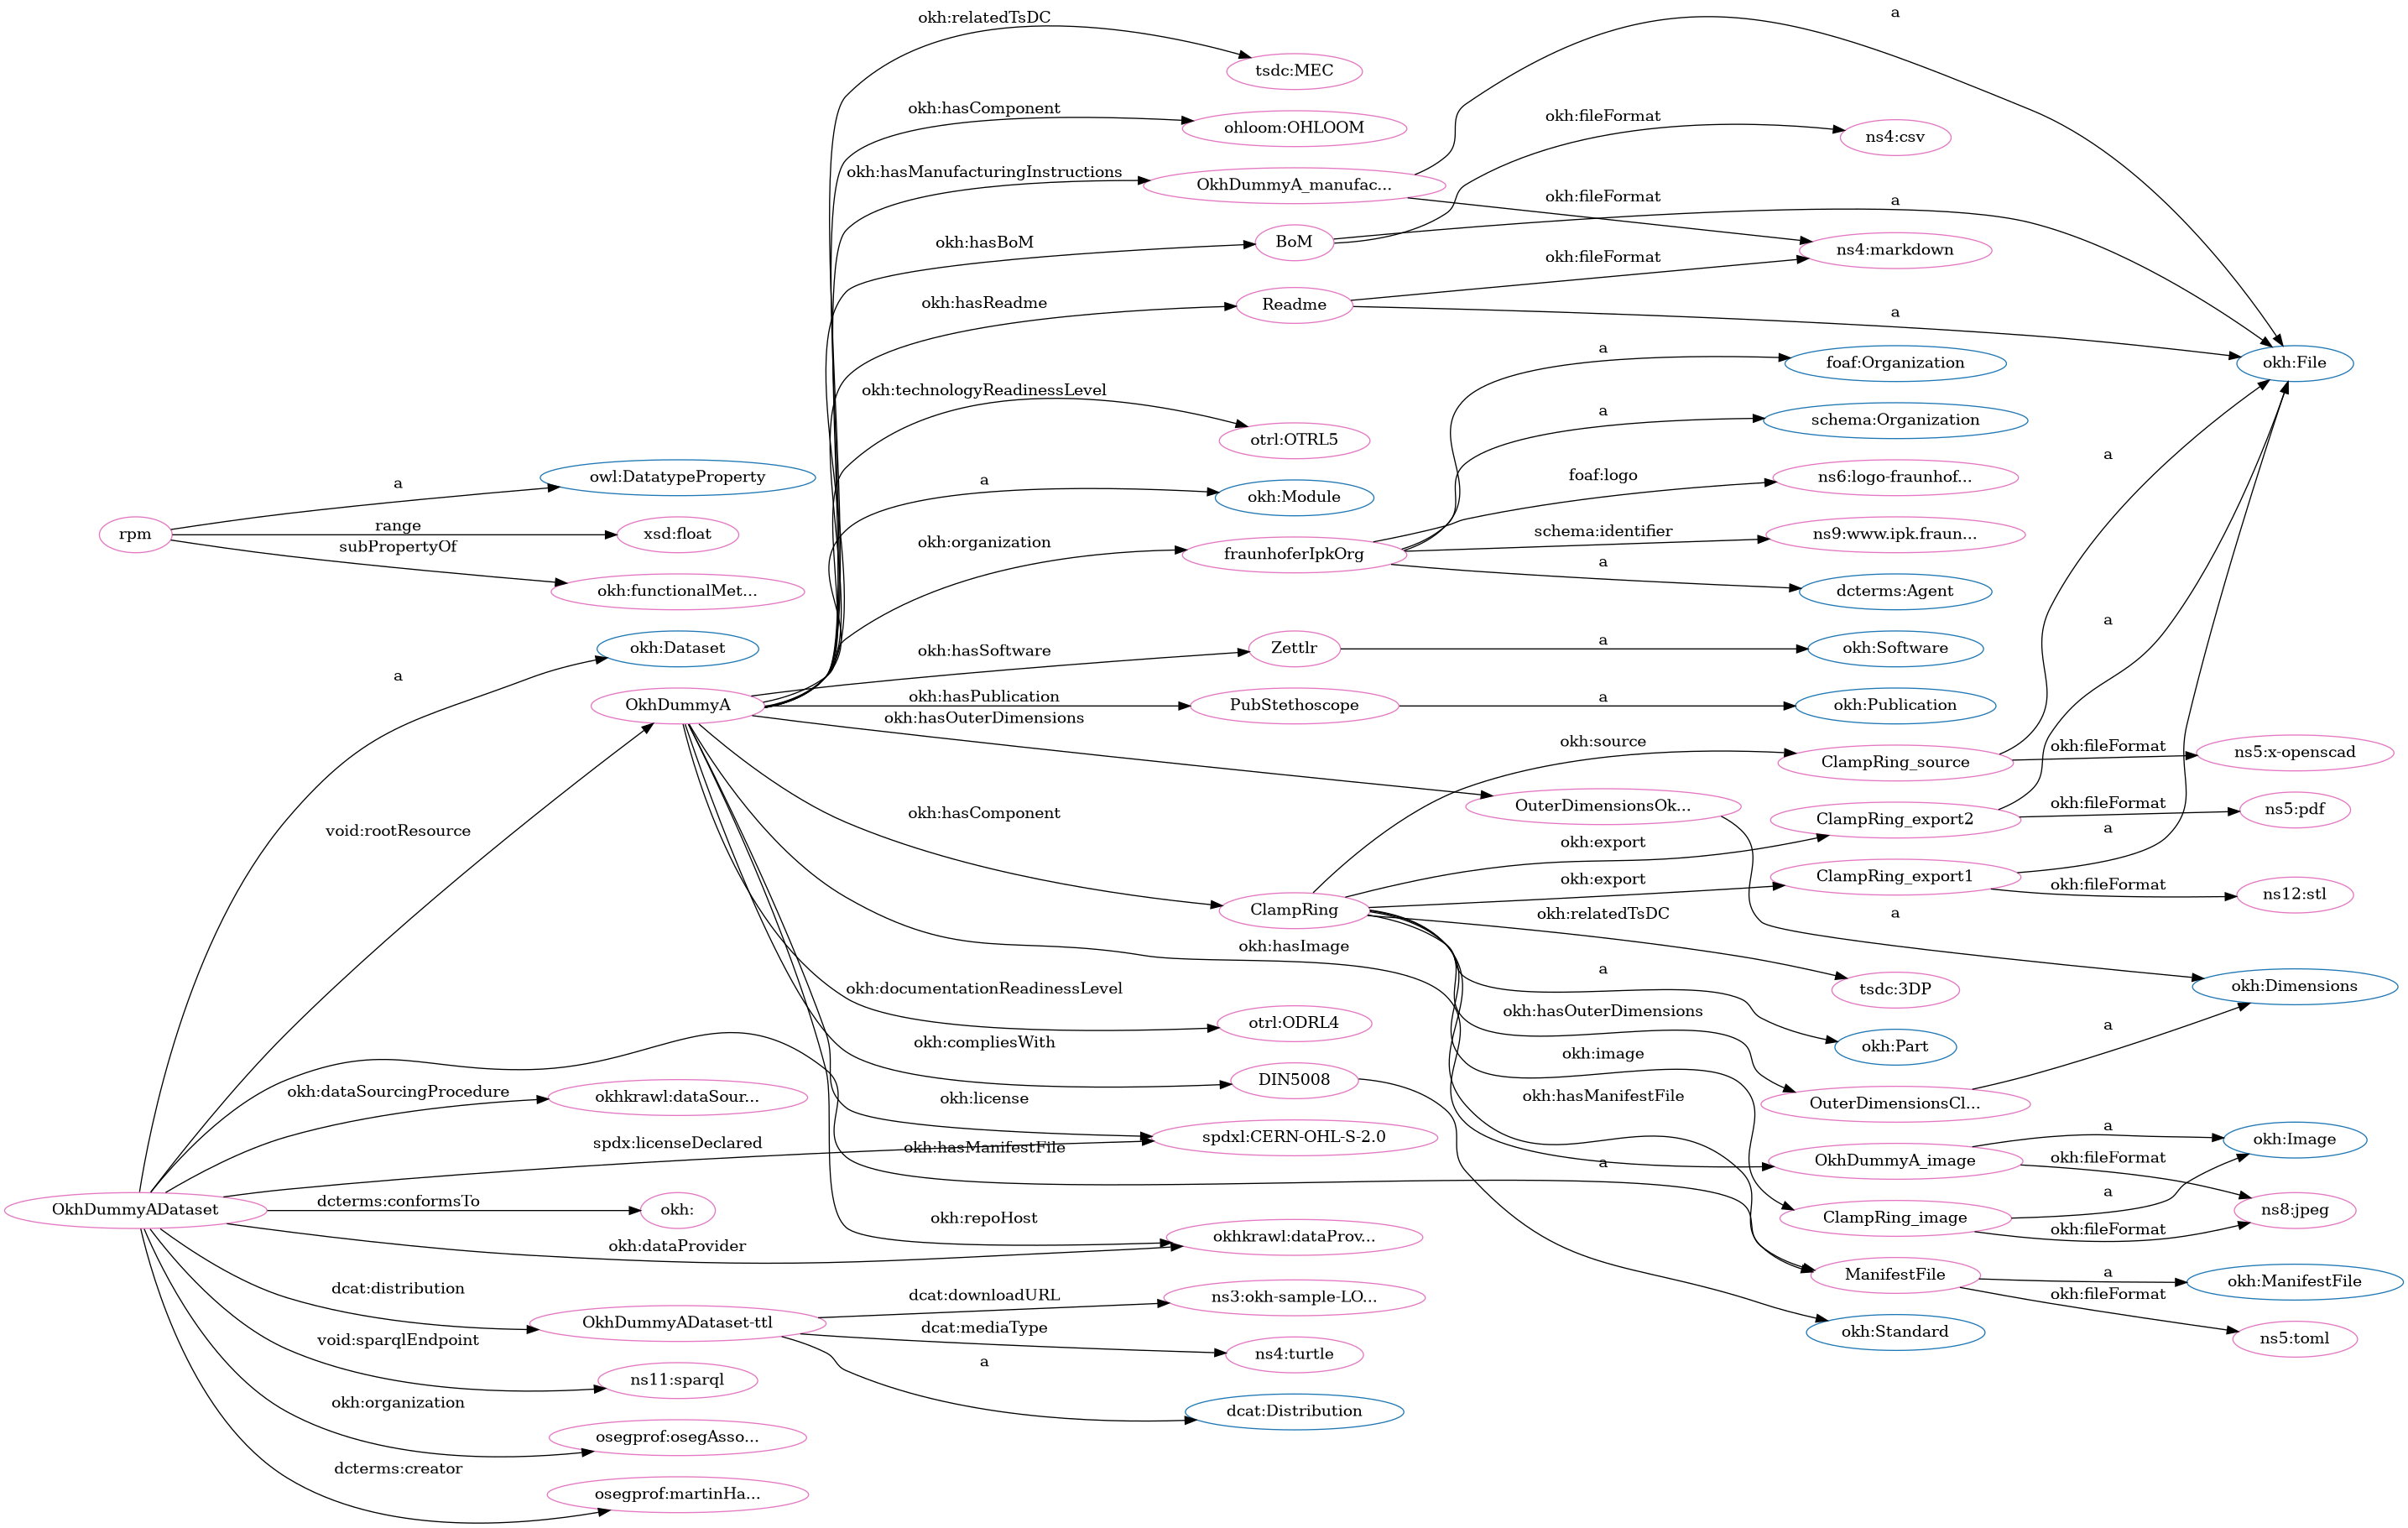 okh:relatedTsDC
a
tsdc:MEC
okh:hasComponent
ohloom:OHLOOM
okh:fileFormat
ns4:csv
okh:hasManufacturingInstructions
OkhDummyA_manufac...
okh:fileFormat
a
okh:hasBoM
BoM
ns4:markdown
okh:fileFormat
okh:hasReadme
Readme
a
okh:File
okh:technologyReadinessLevel
otrl:OTRL5
a
foaf:Organization
a
schema:Organization
a
owl:DatatypeProperty
a
okh:Module
foaf:logo
ns6:logo-fraunhof...
a
rpm
range
xsd:float
subPropertyOf
okh:functionalMet...
okh:organization
fraunhoferIpkOrg
schema:identifier
ns9:www.ipk.fraun...
a
dcterms:Agent
a
okh:Dataset
a
okh:hasSoftware
Zettlr
a
okh:Software
OkhDummyA
okh:hasPublication
PubStethoscope
a
okh:Publication
okh:hasOuterDimensions
OuterDimensionsOk...
okh:source
ClampRing_source
okh:fileFormat
ns5:x-openscad
void:rootResource
okh:hasComponent
ClampRing
okh:export
ClampRing_export2
okh:fileFormat
ns5:pdf
a
okh:export
ClampRing_export1
okh:fileFormat
ns12:stl
okh:relatedTsDC
tsdc:3DP
a
okh:Dimensions
okh:hasImage
a
okh:Part
okh:documentationReadinessLevel
otrl:ODRL4
okh:hasOuterDimensions
OuterDimensionsCl...
a
okh:compliesWith
DIN5008
okh:image
okh:dataSourcingProcedure
okhkrawl:dataSour...
okh:license
okh:hasManifestFile
spdx:licenseDeclared
spdxl:CERN-OHL-S-2.0
okh:hasManifestFile
a
OkhDummyA_image
a
okh:Image
okh:fileFormat
OkhDummyADataset
dcterms:conformsTo
okh:
okh:repoHost
okh:dataProvider
okhkrawl:dataProv...
ClampRing_image
a
okh:fileFormat
ns8:jpeg
dcat:distribution
OkhDummyADataset-ttl
dcat:downloadURL
ns3:okh-sample-LO...
ManifestFile
a
okh:ManifestFile
okh:fileFormat
ns5:toml
void:sparqlEndpoint
ns11:sparql
dcat:mediaType
ns4:turtle
okh:Standard
a
dcat:Distribution
okh:organization
osegprof:osegAsso...
dcterms:creator
osegprof:martinHa...